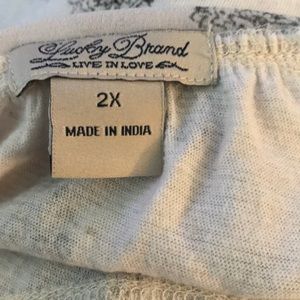 Lucky Brand
LIVE IN LOVE
2X
MADE IN INDIA